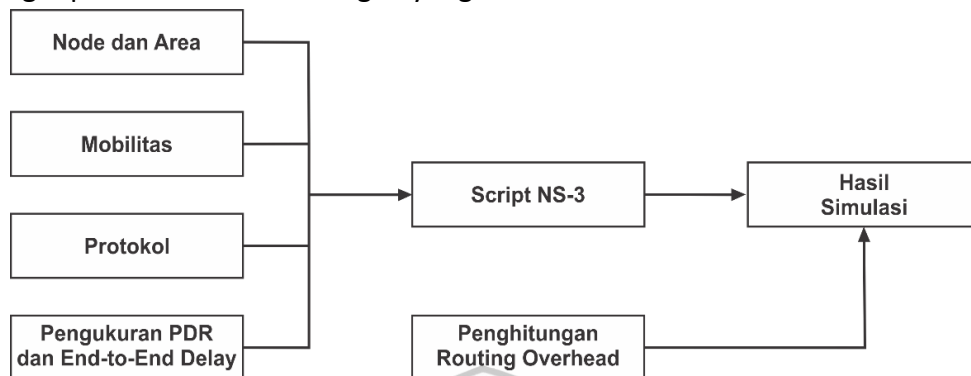 Node dan Area
Mobilitas
Protokol
Pengukuran PDR
dan End-to-End Delay
Script NS-3
Penghitungan
Routing Overhead
Hasil
Simulasi